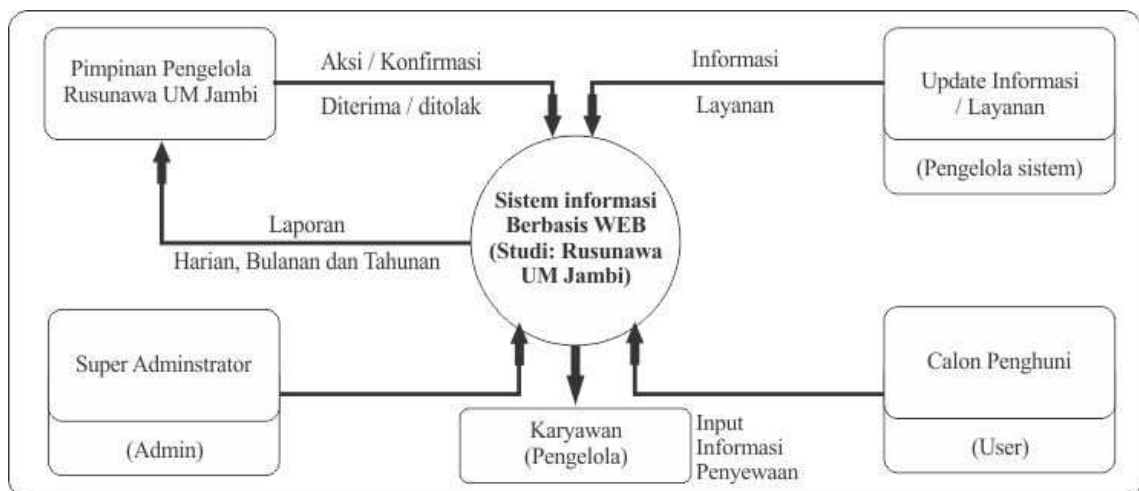 Pimpinan Pengelola
Rusunawa UM Jambi
Aksi / Konfirmasi
Diterima / ditolak
Informasi
Layanan
Update Informasi
/ Layanan
(Pengelola sistem)
Sistem informasi
Berbasis WEB
(Studi: Rusunawa
UM Jambi)
Laporan
Harian, Bulanan dan Tahunan
Super Adminstrator
(Admin)
Karyawan
(Pengelola)
Input
Informasi
Penyewaan
Calon Penghuni
(User)